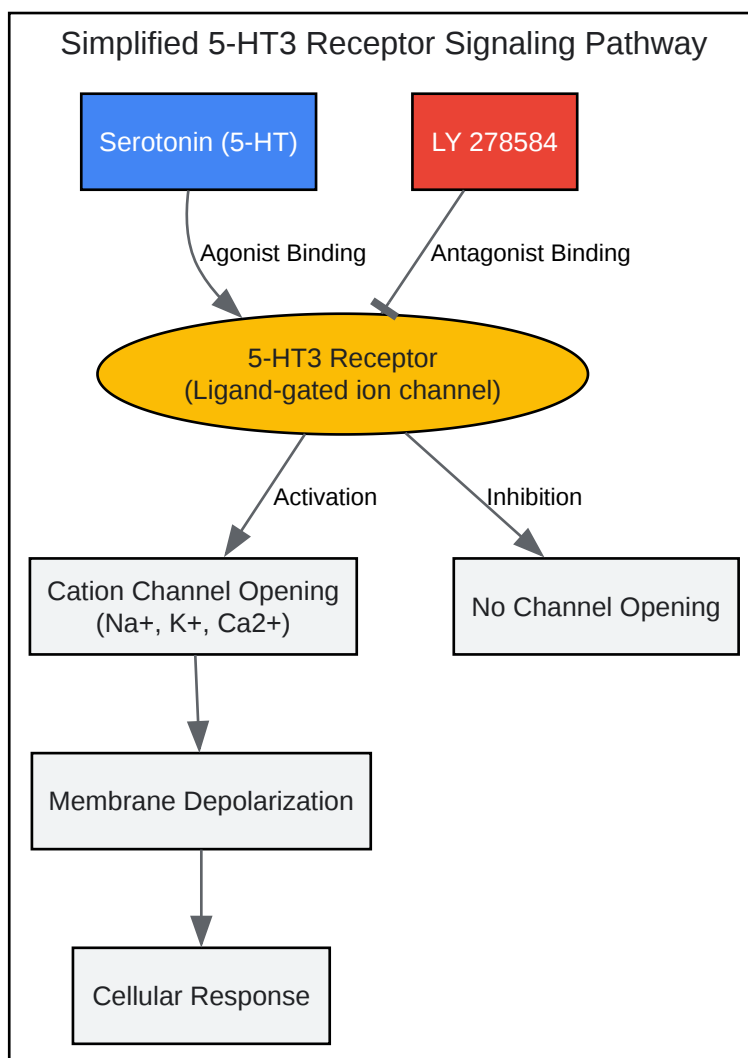 Simplified 5-HT3 Receptor Signaling Pathway
Serotonin (5-HT)
LY 278584
Agonist Binding
Antagonist Binding
5-HT3 Receptor
(Ligand-gated ion channel)
Activation
Inhibition
Cation Channel Opening
(Na+, K+, Ca2+)
No Channel Opening
Membrane Depolarization
Cellular Response